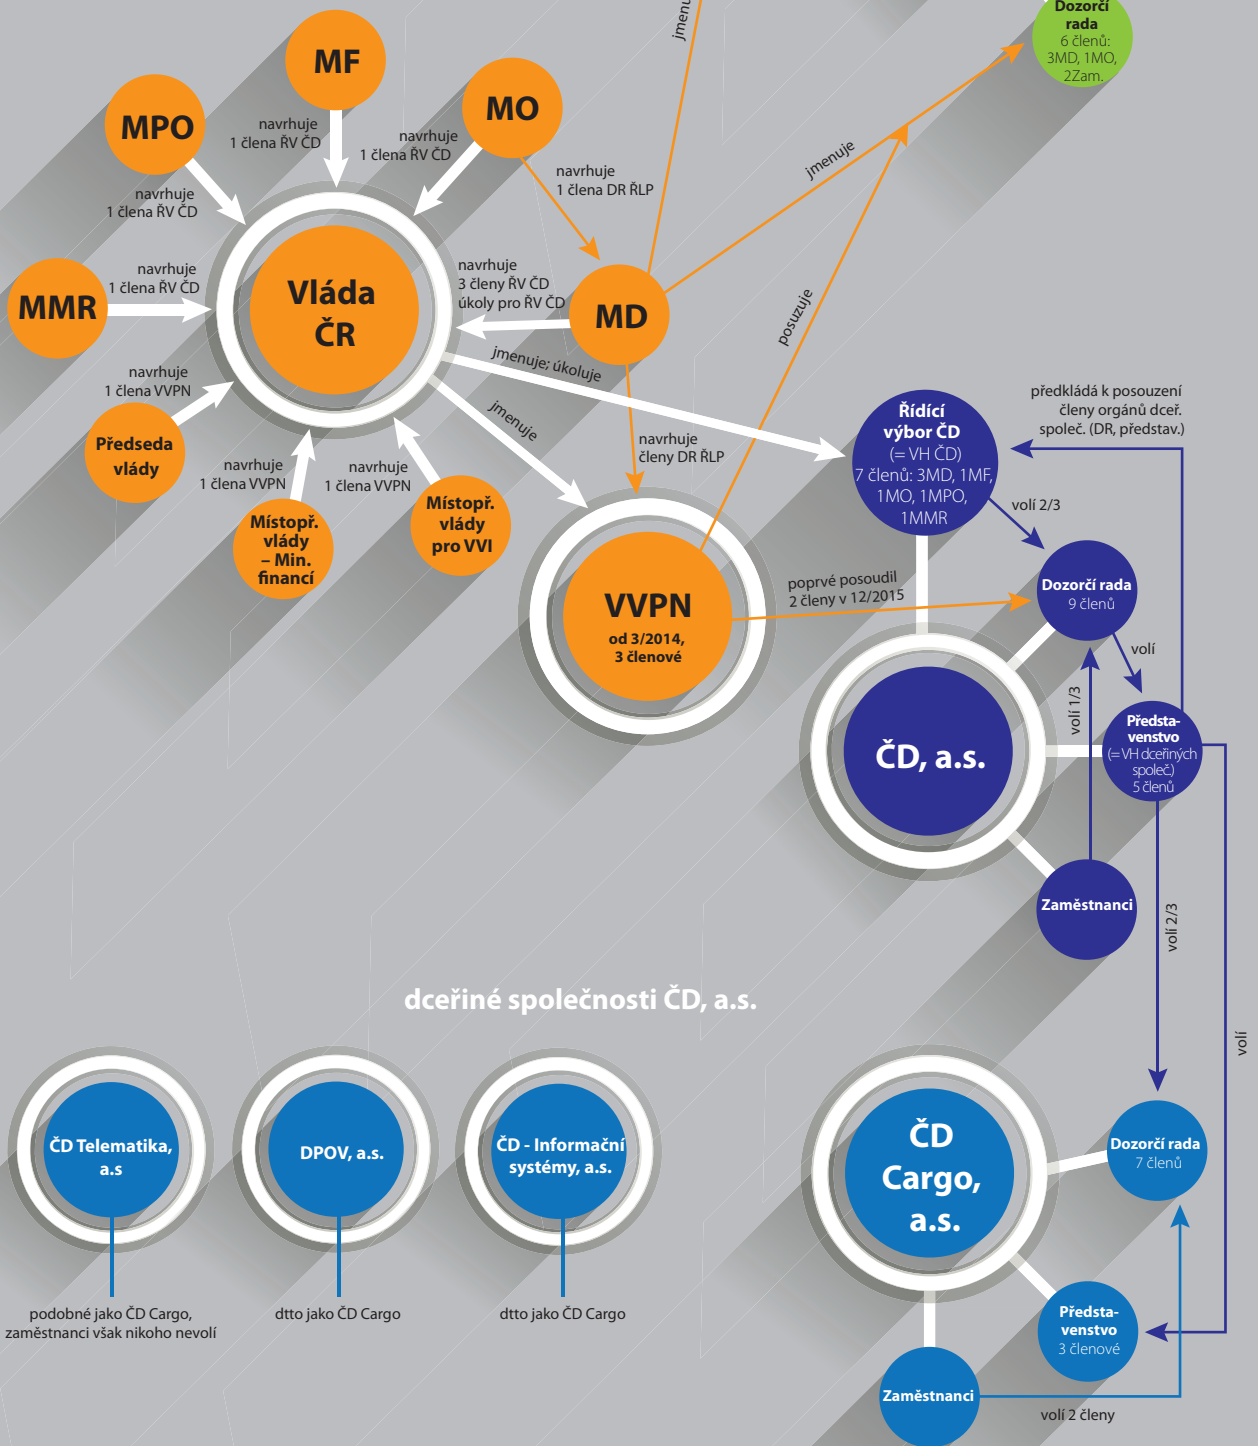 jmenu
Dozorčí
rada
6 členů:
3MD, 1MO,
2Zam.
MF
MPO
MO
navrhuje
1 člena ŘV ČD
navrhuje
1 člena ŘV ČD
navrhuje
1 člena ŘV ČD
navrhuje
1 člena DR ŘLP
jmenuje
MMR
navrhuje
1 člena ŘV ČD
Vláda
ČR
navrhuje
3 členy ŘV ČD
úkoly pro ŘV ČD
MD
posuzuje
jmenuje; úkoluje
jmenuje
navrhuje
1 člena VVPN
Předseda
vlády
navrhuje
1 člena VVPN
navrhuje
1 člena VVPN
Místopř.
vlády
– Min.
financí
Místopř.
vlády
pro VVI
navrhuje
členy DR ŘLP
Řídící
výbor ČD
(= VH ČD)
7 členů: 3MD, 1MF,
1MO, 1MPO,
1MMR
předkládá k posouzení
členy orgánů dceř.
společ. (DR, představ.)
volí 2/3
VVPN
od 3/2014,
3 členové
poprvé posoudil
2 členy v 12/2015
Dozorčí rada
9 členů
volí
volí 1/3
ČD, a.s.
Předsta-
venstvo
(= VH dceřiných
společ.)
5 členů
Zaměstnanci
volí 2/3
volí
dceřiné společnosti ČD, a.s.
ČD Telematika,
a.s
DPOV, a.s.
ČD - Informační
systémy, a.s.
ČD
Cargo,
a.s.
Dozorčí rada
7 členů
podobné jako ČD Cargo,
zaměstnanci však nikoho nevolí
dtto jako ČD Cargo
dtto jako ČD Cargo
Předsta-
venstvo
3 členové
Zaměstnanci
volí 2 členy